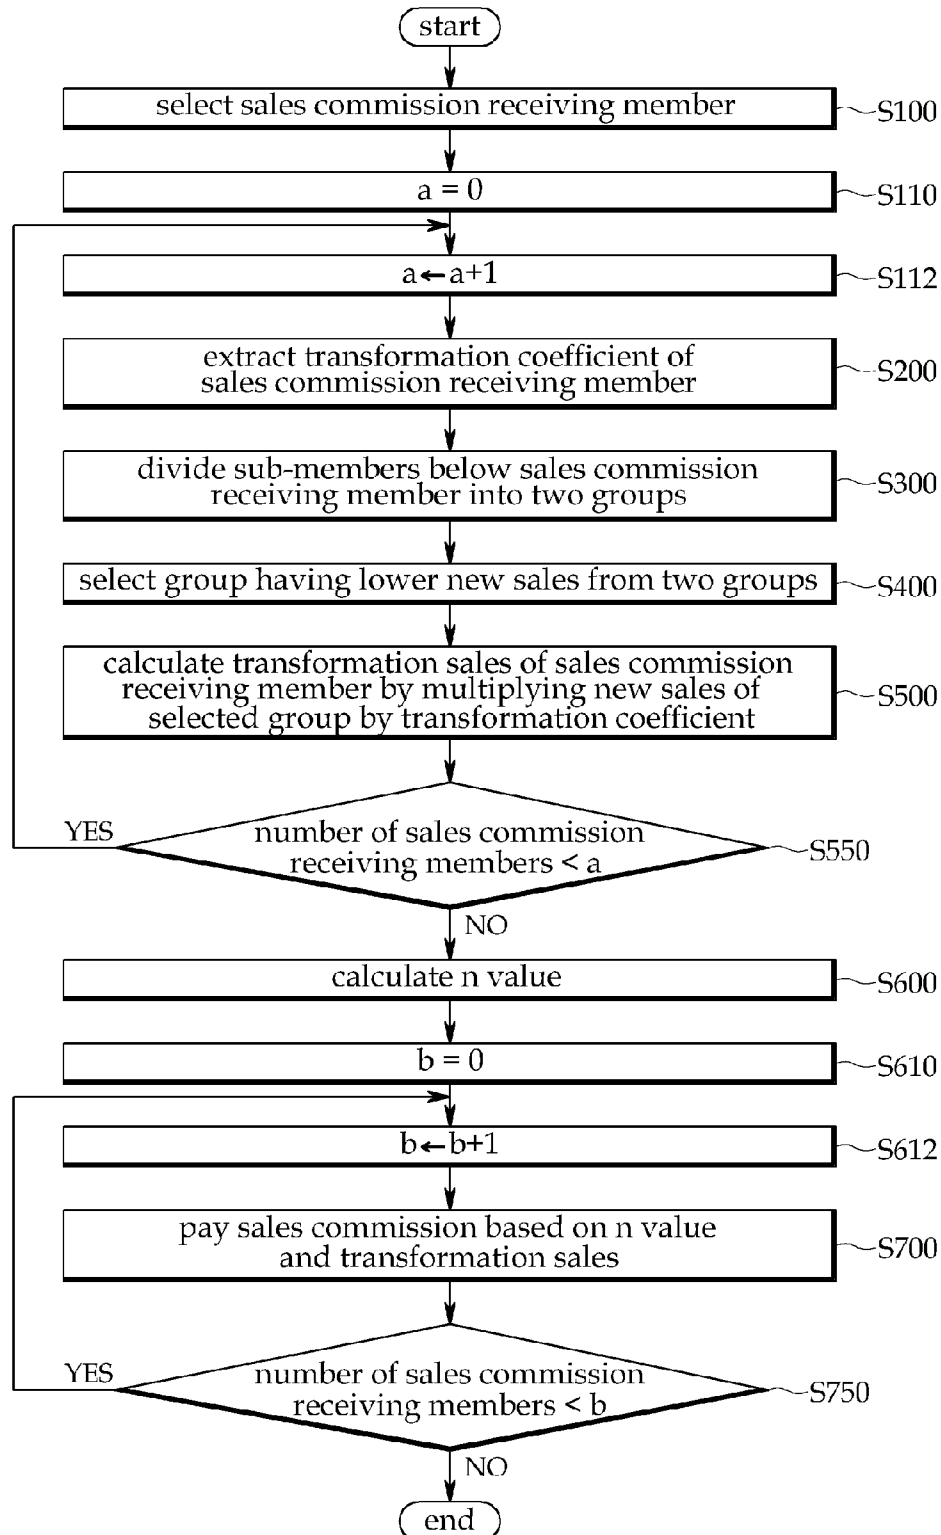 start
select sales commission receiving member
S100
a = 0
S110
a←a+1
S112
extract transformation coefficient of
sales commission receiving member
S200
divide sub-members below sales commission
receiving member into two groups
S300
select group having lower new sales from two groups
S400
calculate transformation sales of sales commission
receiving member by multiplying new sales of
selected group by transformation coefficient
S500
YES
number of sales commission
receiving members < a
S550
NO
calculate n value
S600
b = 0
S610
b←b+1
S612
pay sales commission based on n value
and transformation sales
S700
YES
number of sales commission
receiving members < b
S750
NO
end